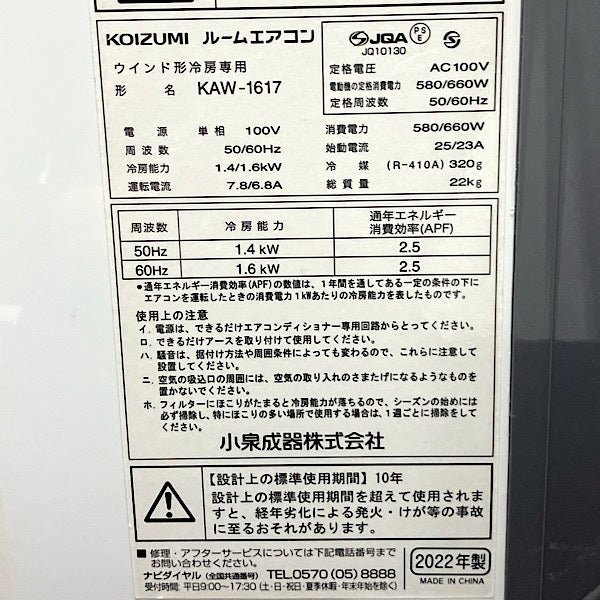 KOIZUMI ルームエアコン
ウインド形冷房専用
形 名 KAW-1617
JQA PSE S
JQ10130
定格電圧 AC100V
電動機の定格消費電力 580/660W
定格周波数 50/60Hz
電 源 単相 100V
周 波 数 50/60Hz
冷房能力 1.4/1.6kW
運転電流 7.8/6.8A
消費電力 580/660W
始動電流 25/23A
冷 媒 (R-410A) 320g
総 質 量 22kg
周波数 冷房能力 通年エネルギー
消費効率(APF)
50Hz 1.4 kW 2.5
60Hz 1.6 kW 2.5
●通年エネルギー消費効率(APF)の数値は、1年間を通してある一定の条件の下に
エアコンを運転したときの消費電力1kWあたりの冷房能力を表したものです。
使用上の注意
イ. 電源は、できるだけエアコンディショナー専用回路からとってください。
ロ. できるだけアースを取り付けて使用してください。
ハ. 騒音は、据付け方法や周囲条件によっても変わるので、これらに注意して
設置してください。
ニ. 空気の吸込口の周囲には、空気の取り入れのさまたげになるようなものを
置かないでください。
ホ. フィルターにほこりがたまると冷房能力が落ちるので、シーズンの始めには
必ず掃除し、特にほこりの多い場所で使用する場合は、1週ごとに掃除をして
ください。
小泉成器株式会社
【設計上の標準使用期間】10年
設計上の標準使用期間を超えて使用されま
すと、経年劣化による発火・けが等の事故
に至るおそれがあります。
■修理・アフターサービスについては下記電話番号まで
お問い合わせください。
ナビダイヤル(全国共通番号) TEL.0570 (05) 8888
受付時間: 平日9:00~17:30 (土・日・祝日・夏季休暇・年末年始を除く)
2022年製
MADE IN CHINA